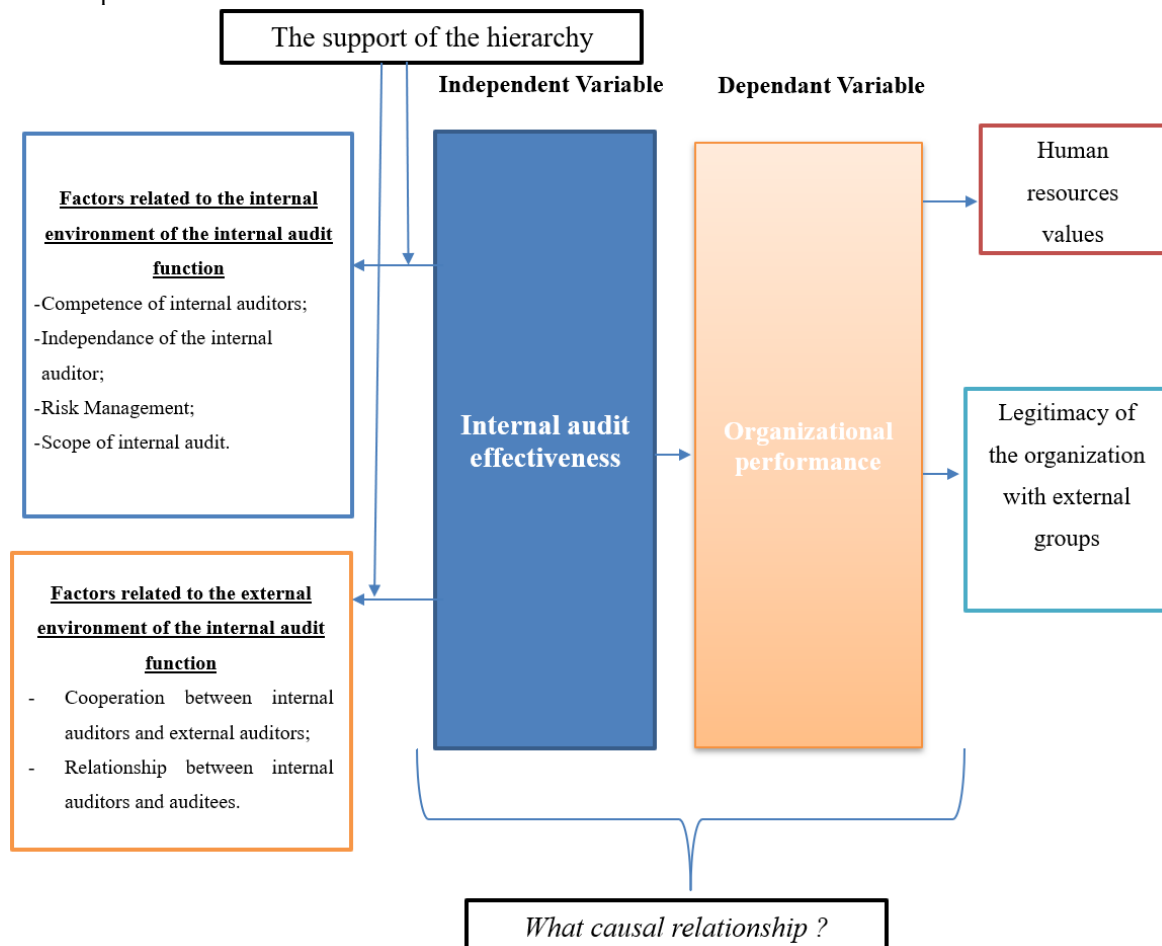 The support of the hierarchy
Independent Variable
Dependant Variable
Factors related to the internal
environment of the internal audit
function
-Competence of internal auditors;
-Independance of the internal
auditor;
-Risk Management;
-Scope of internal audit.
Factors related to the external
environment of the internal audit
function
- Cooperation between internal
auditors and external auditors;
- Relationship between internal
auditors and auditees.
Internal audit
effectiveness
Organizational
performance
Human
resources
values
Legitimacy of
the organization
with external
groups
What causal relationship ?